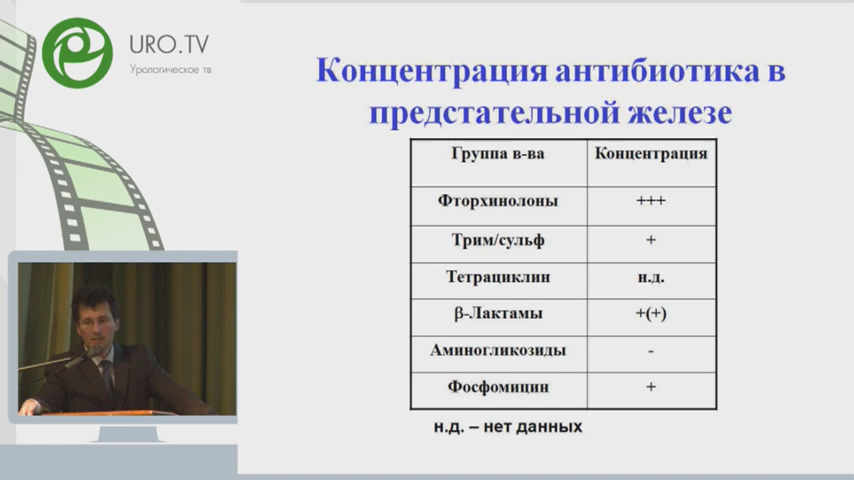 URO.TV
Урологическое тв
Концентрация антибиотика в
предстательной железе
Группа в-ва Концентрация
Фторхинолоны +++
Трим/сульф +
Тетрациклин н.д.
β-Лактамы +(+)
Аминогликозиды -
Фосфомицин +
н.д. – нет данных